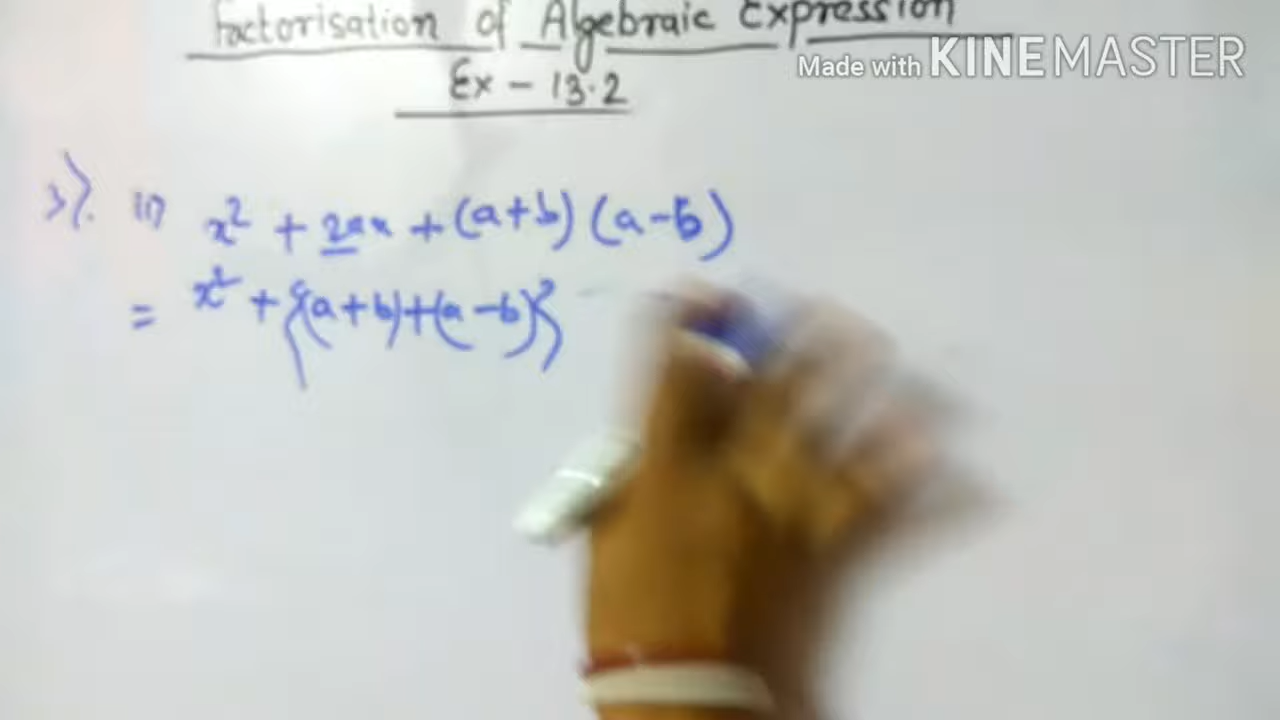 Factorisation of Algebraic Expression
Made with KINEMASTER
Ex - 13.2
x² + 2ax + (a+b) (a-b)
= x² + {(a+b)+(a-b)}